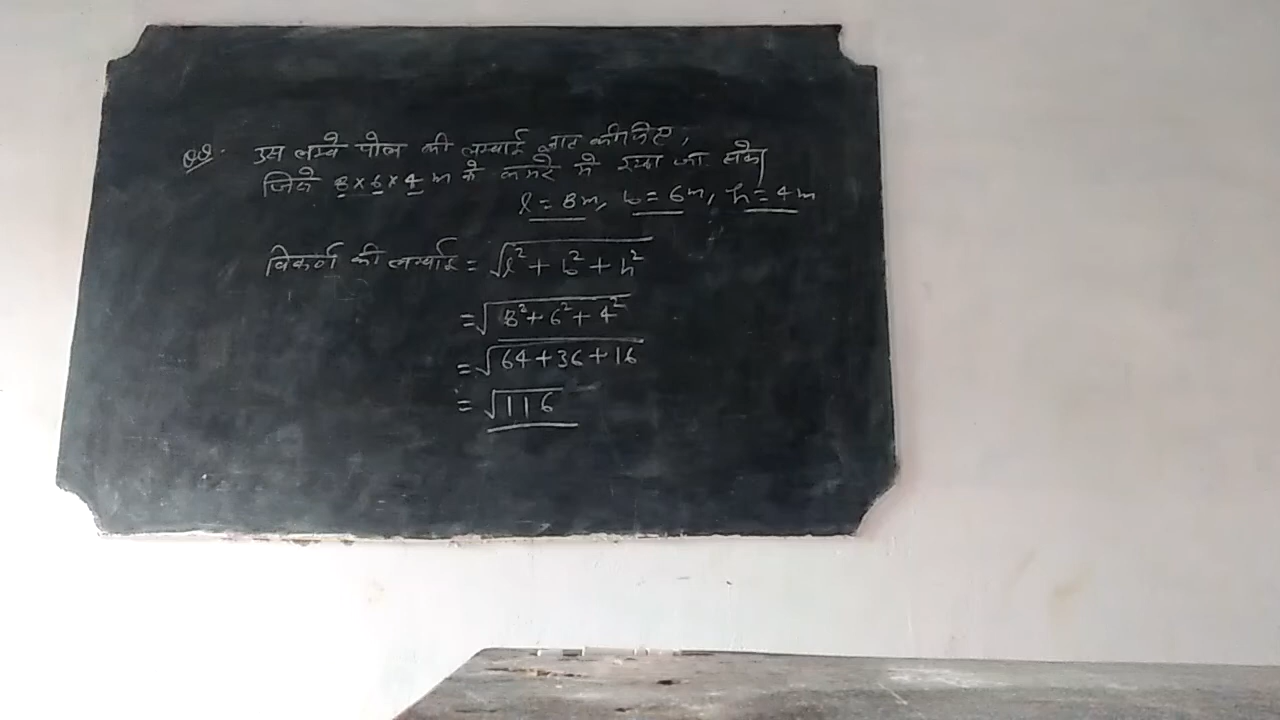 उस लम्बे पोल की लम्बाई ज्ञात कीजिए,
जिसे 8 × 6 × 4 m के कमरे मे रखा जा सके।
l = 8m, b = 6m, h = 4m
विकर्ण की लम्बाई = √l² + b² + h²
= √8² + 6² + 4²
= √64 + 36 + 16
= √116